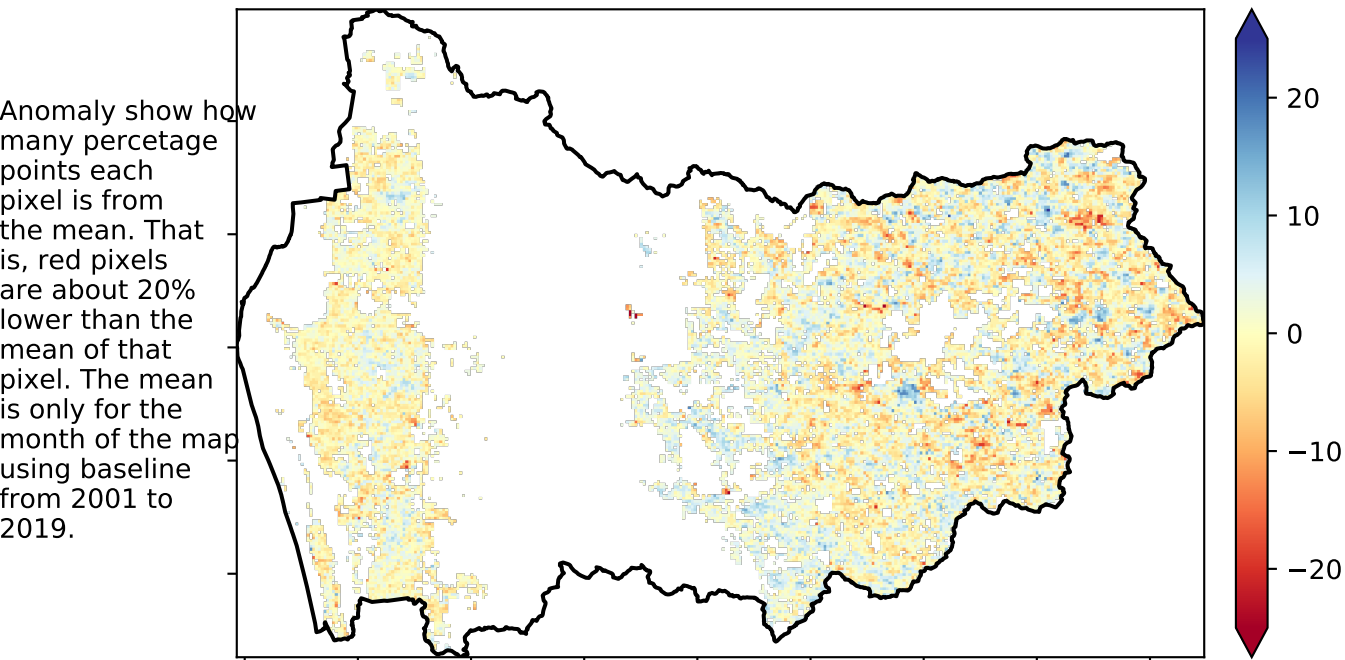 Anomaly show how
many percetage
points each
pixel is from
the mean. That
is, red pixels
are about 20%
lower than the
mean of that
pixel. The mean
is only for the
month of the map
using baseline
from 2001 to
2019.
20
10
0
−10
−20